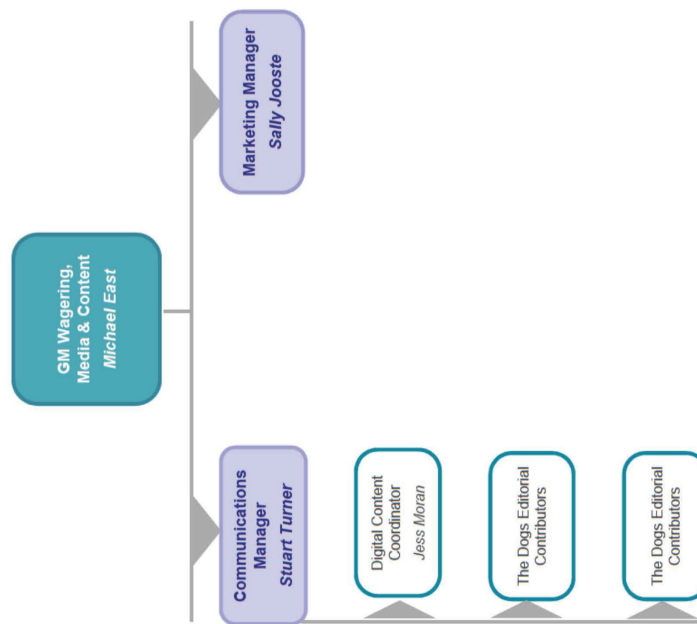 GM Wagering,
Media & Content
Michael East
Communications
Manager
Stuart Turner
Marketing Manager
Sally Jooste
Digital Content
Coordinator
Jess Moran
The Dogs Editorial
Contributors
The Dogs Editorial
Contributors